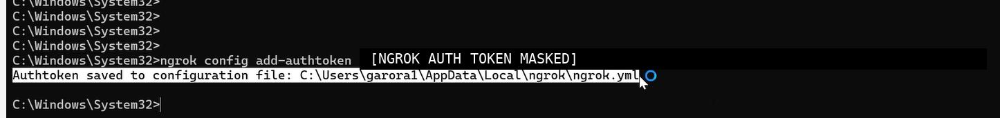 C:\Windows\System32>
C:\Windows\System32>
C:\Windows\System32>
C:\Windows\System32>
C:\Windows\System32>ngrok config add-authtoken [NGROK AUTH TOKEN MASKED]
Authtoken saved to configuration file: C:\Users\garora1\AppData\Local\ngrok\ngrok.yml
C:\Windows\System32>